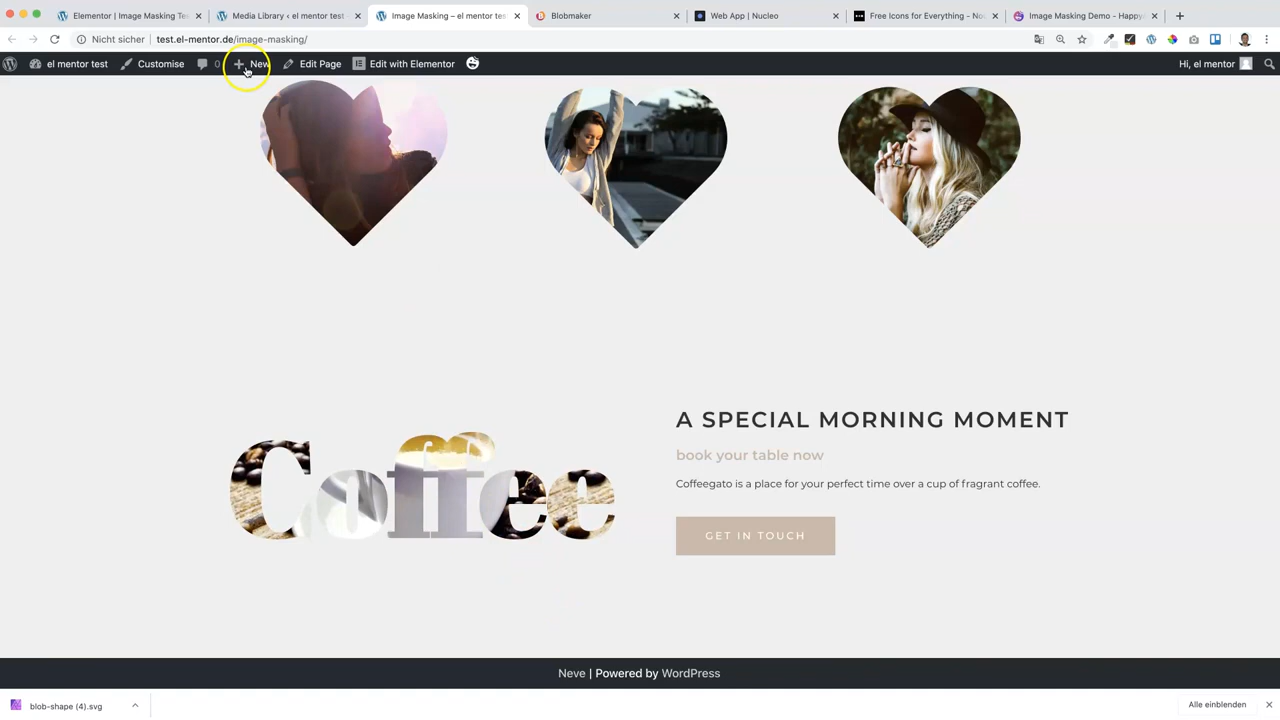 Elementor | Image Masking Te
Media Library ‹ el mentor test
Image Masking – el mentor tes
Blobmaker
Web App | Nucleo
Free Icons for Everything - No
Image Masking Demo - Happy
Nicht sicher
test.el-mentor.de/image-masking/
el mentor test
Customise
0
New
Edit Page
Edit with Elementor
Hi, el mentor
Coffee
A SPECIAL MORNING MOMENT
book your table now
Coffeegato is a place for your perfect time over a cup of fragrant coffee.
GET IN TOUCH
Neve | Powered by WordPress
blob-shape (4).svg
Alle einblenden